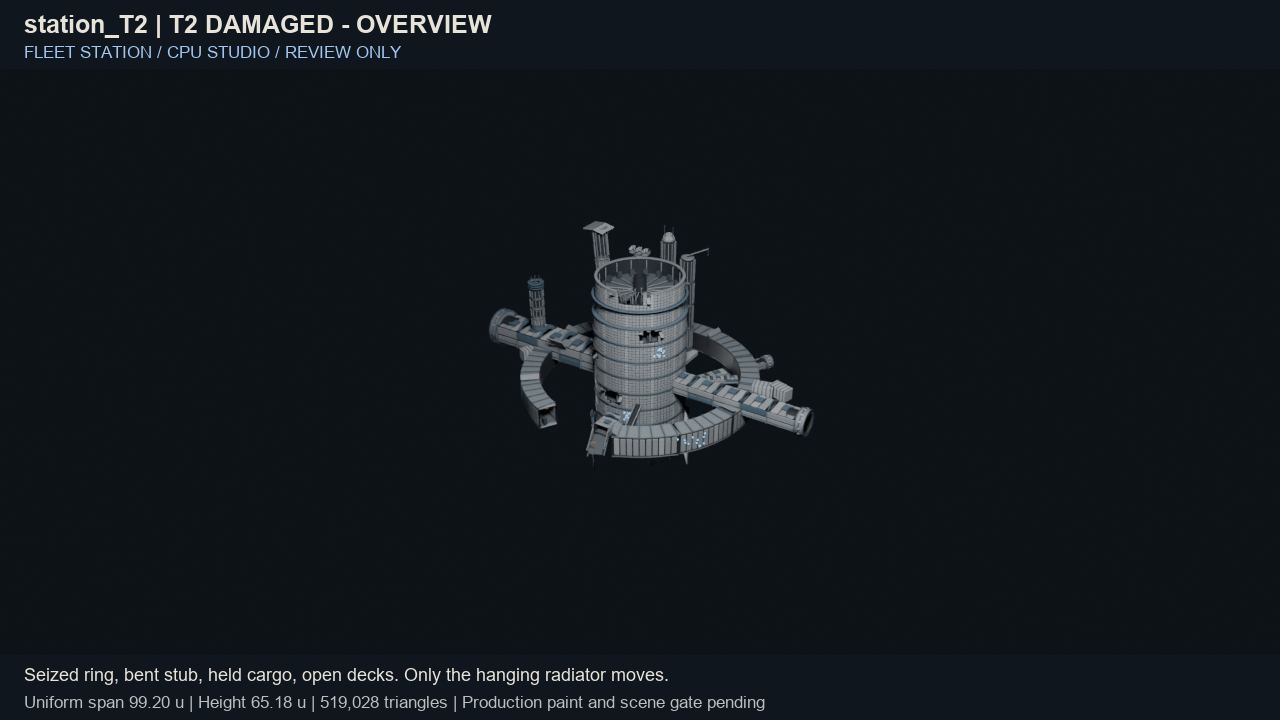 station_T2 | T2 DAMAGED - OVERVIEW
FLEET STATION / CPU STUDIO / REVIEW ONLY
Seized ring, bent stub, held cargo, open decks. Only the hanging radiator moves.
Uniform span 99.20 u | Height 65.18 u | 519,028 triangles | Production paint and scene gate pending